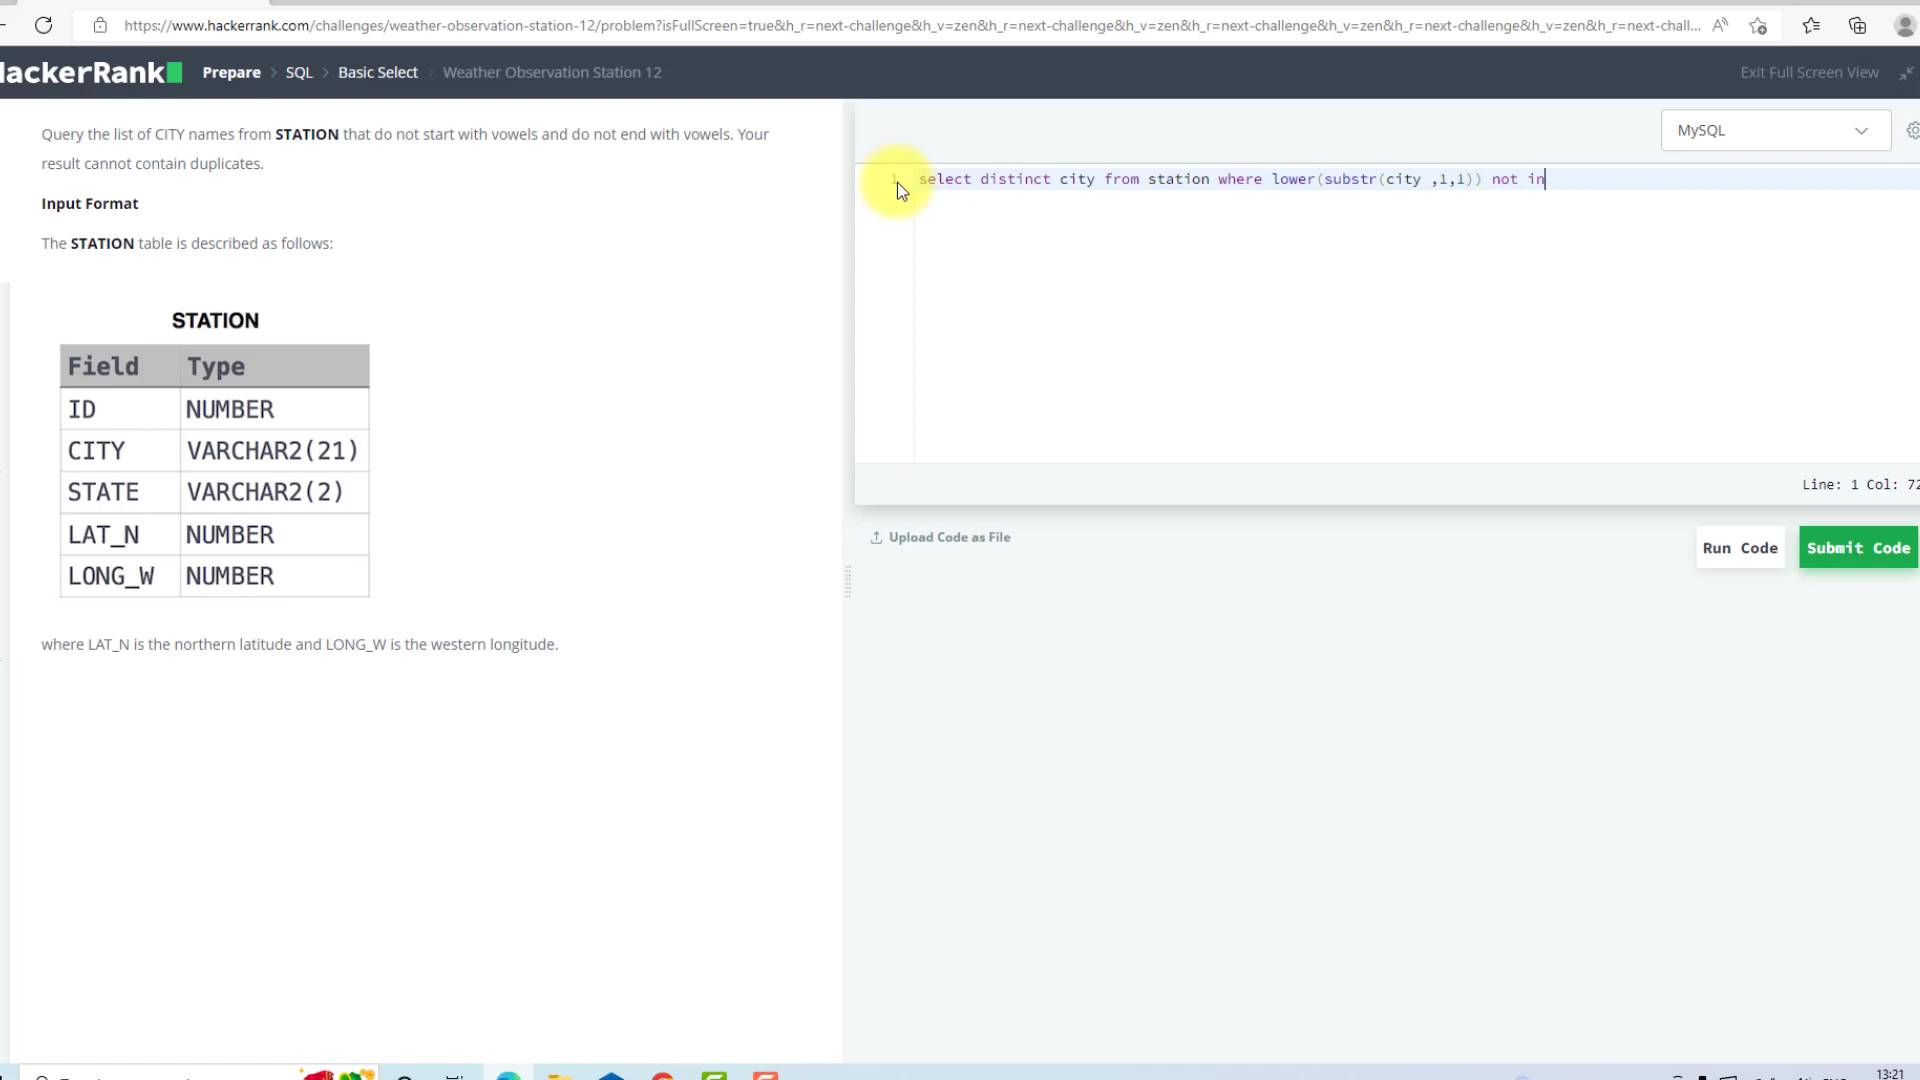 https://www.hackerrank.com/challenges/weather-observation-station-12/problem?isFullScreen=true&h_r=next-challenge&h_v=zen&h_r=next-challenge&h_v=zen&h_r=next-challenge&h_v=zen&h_r=next-challenge&h_v=zen&h_r=next-chall...
HackerRank Prepare > SQL > Basic Select > Weather Observation Station 12 Exit Full Screen View
Query the list of CITY names from STATION that do not start with vowels and do not end with vowels. Your
result cannot contain duplicates.
Input Format
The STATION table is described as follows:
STATION
Field Type
ID NUMBER
CITY VARCHAR2(21)
STATE VARCHAR2(2)
LAT_N NUMBER
LONG_W NUMBER
where LAT_N is the northern latitude and LONG_W is the western longitude.
MySQL
1 select distinct city from station where lower(substr(city ,1,1)) not in
Line: 1 Col: 72
Upload Code as File
Run Code Submit Code
13:21